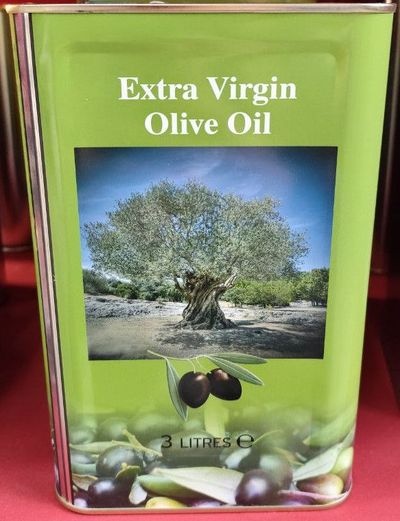 Extra Virgin
Olive Oil
3 LITRES ℮